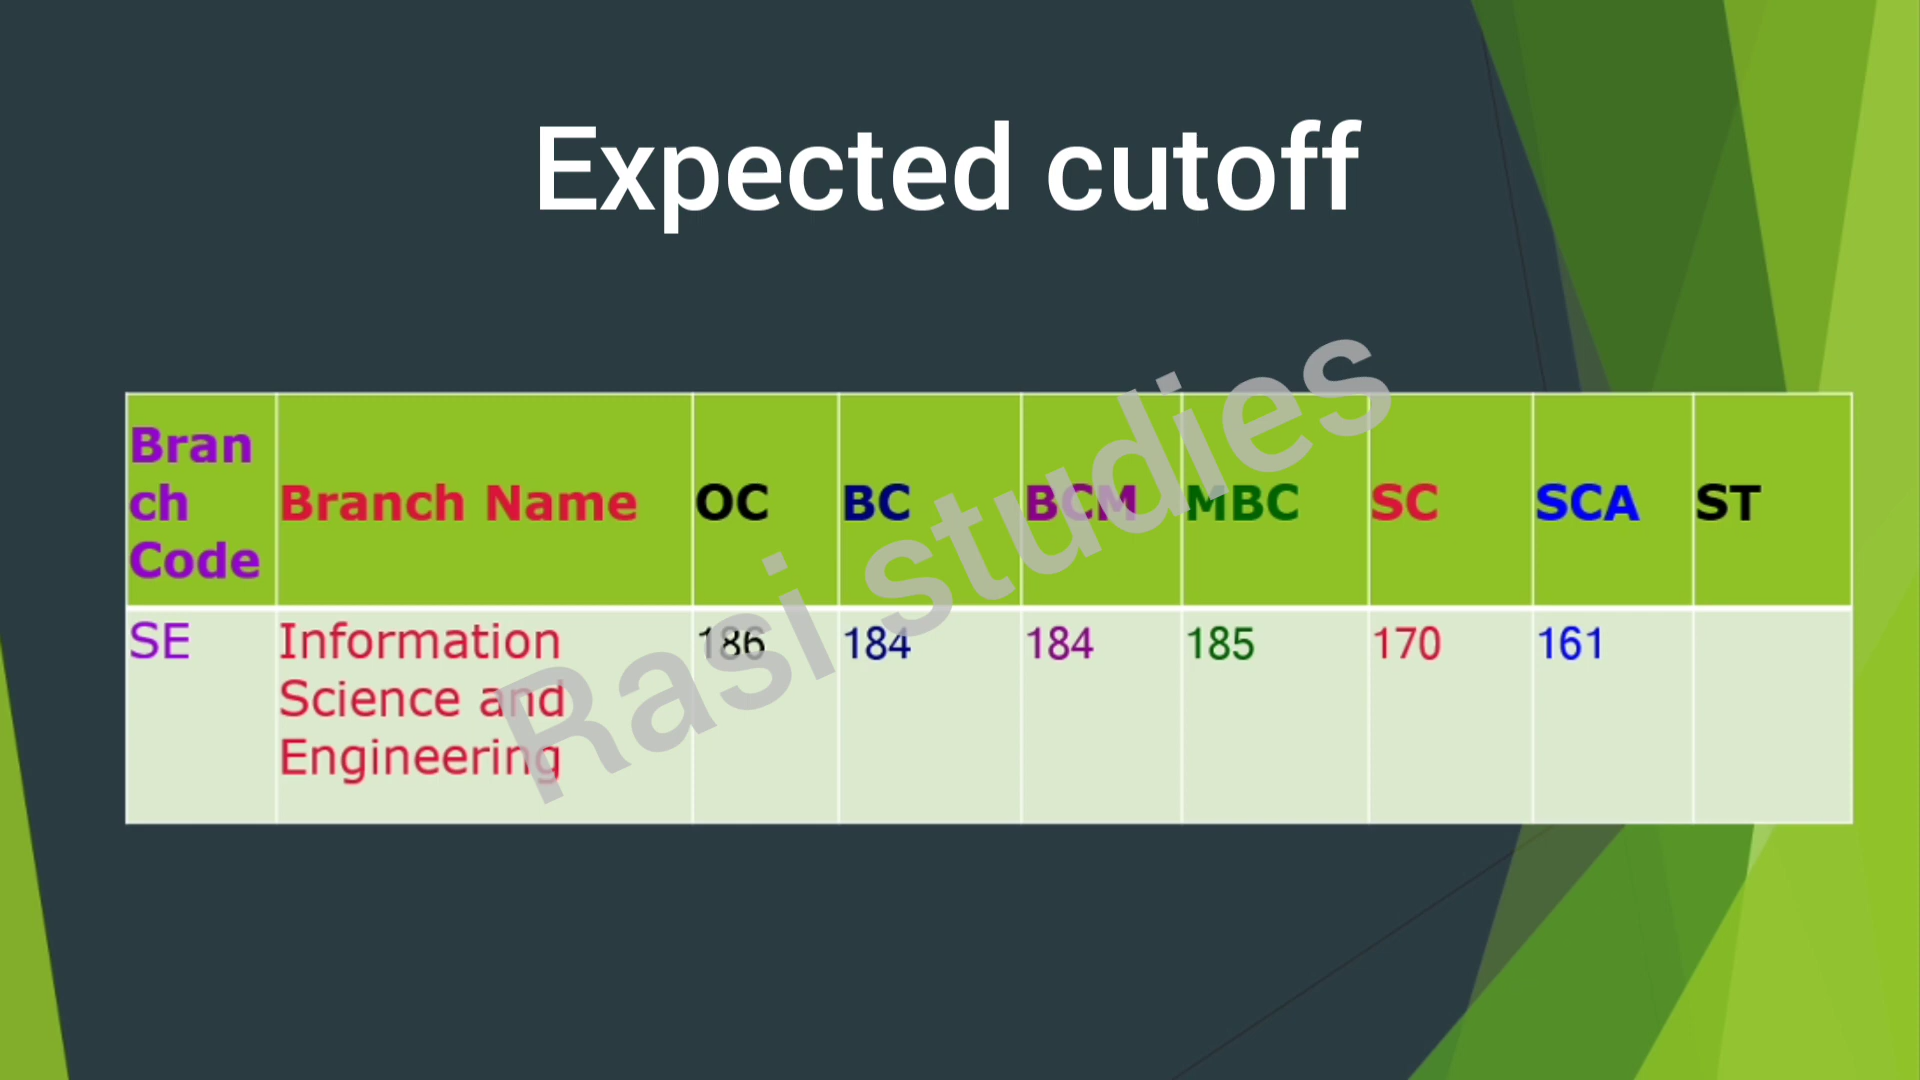 Expected cutoff
Bran
ch
Code
Branch Name
OC
BC
BCM
MBC
SC
SCA
ST
SE
Information
Science and
Engineering
186
184
184
185
170
161
Rasi studies